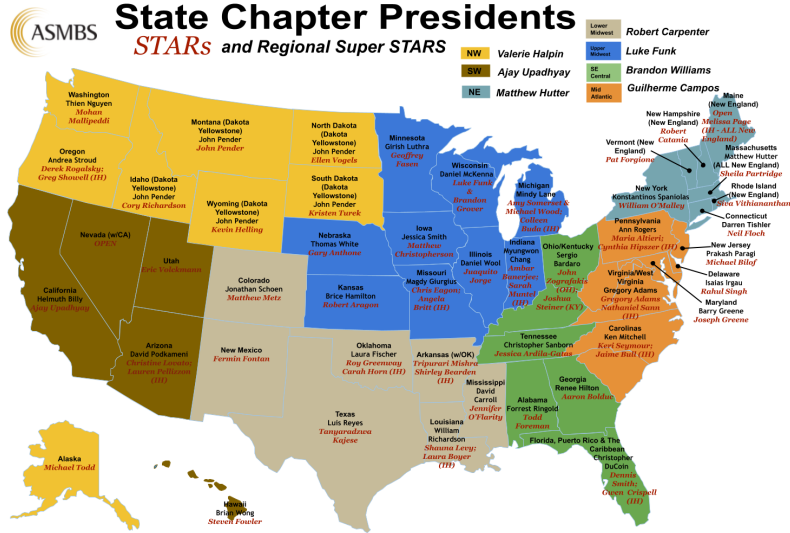 ASMBS
State Chapter Presidents
STARs and Regional Super STARS
NW Valerie Halpin
SW Ajay Upadhyay
NE Matthew Hutter
Lower
Midwest
Robert Carpenter
Upper
Midwest
Luke Funk
SE
Central
Brandon Williams
Mid
Atlantic
Guilherme Campos
Washington
Thien Nguyen
Mohan
Mallipeddi
Oregon
Andrea Stroud
Derek Rogalsky;
Greg Showell (IH)
Montana (Dakota
Yellowstone)
John Pender
John Pender
Idaho (Dakota
Yellowstone)
John Pender
Cory Richardson
Wyoming (Dakota
Yellowstone)
John Pender
Kevin Helling
North Dakota
(Dakota
Yellowstone)
John Pender
Ellen Vogels
South Dakota
(Dakota
Yellowstone)
John Pender
Kristen Turek
Minnesota
Girish Luthra
Geoffrey
Fuson
Wisconsin
Daniel McKenna
Luke Funk
&
Brandon
Grover
Michigan
Mindy Lane
Amy Somerset &
Michael Wood;
Colleen
Buda (IH)
Nevada (w/CA)
OPEN
Utah
Eric Volckmann
California
Helmuth Billy
Ajay Upadhyay
Arizona
David Podkameni
Christine Lovato;
Lauren Pellizzon
(IH)
Colorado
Jonathan Schoen
Matthew Metz
New Mexico
Fermin Fontan
Nebraska
Thomas White
Gary Anthone
Kansas
Brice Hamilton
Robert Aragon
Iowa
Jessica Smith
Matthew
Christopherson
Missouri
Magdy Giurgius
Chris Eagon;
Angela
Britt (IH)
Illinois
Daniel Wool
Juaquito
Jorge
Indiana
Myungwon
Chang
Ambar
Banerjee;
Sarah
Muntel
(IH)
Ohio/Kentucky
Sergio
Bardaro
John
Zografakis
(OH);
Joshua
Steiner (KY)
Oklahoma
Laura Fischer
Roy Greenway
Carah Horn (IH)
Arkansas (w/OK)
Tripurari Mishra
Shirley Bearden
(IH)
Texas
Luis Reyes
Tanyaradzwa
Kajese
Louisiana
William
Richardson
Shauna Levy;
Laura Boyer
(IH)
Mississippi
David
Carroll
Jennifer
O'Flarity
Tennessee
Christopher Sanborn
Jessica Ardila-Gatas
Alabama
Forrest Ringold
Todd
Foreman
Georgia
Renee Hilton
Aaron Bolduc
Florida, Puerto Rico & The
Caribbean
Christopher
DuCoin
Dennis
Smith;
Gwen Crispell
(IH)
Carolinas
Ken Mitchell
Keri Seymour;
Jaime Ball (IH)
Virginia/West
Virginia
Gregory Adams
Gregory Adams
Nathaniel Sann
(IH)
Pennsylvania
Ann Rogers
Maria Altieri;
Cynthia Hipszer (IH)
New York
Konstantinos Spaniolas
William O'Malley
Vermont (New
England)
Pat Forgione
New Hampshire
(New England)
Robert
Catania
Maine
(New England)
Open
Melissa Page
(IH - ALL New
England)
Massachusetts
Matthew Hutter
(ALL New England)
Sheila Partridge
Rhode Island
(New England)
Siva Vithiananthan
Connecticut
Darren Tishler
Neil Floch
New Jersey
Prakash Paragi
Michael Bilof
Delaware
Isaias Irgau
Rahul Singh
Maryland
Barry Greene
Joseph Greene
Alaska
Michael Todd
Hawaii
Brian Wong
Steven Fowler